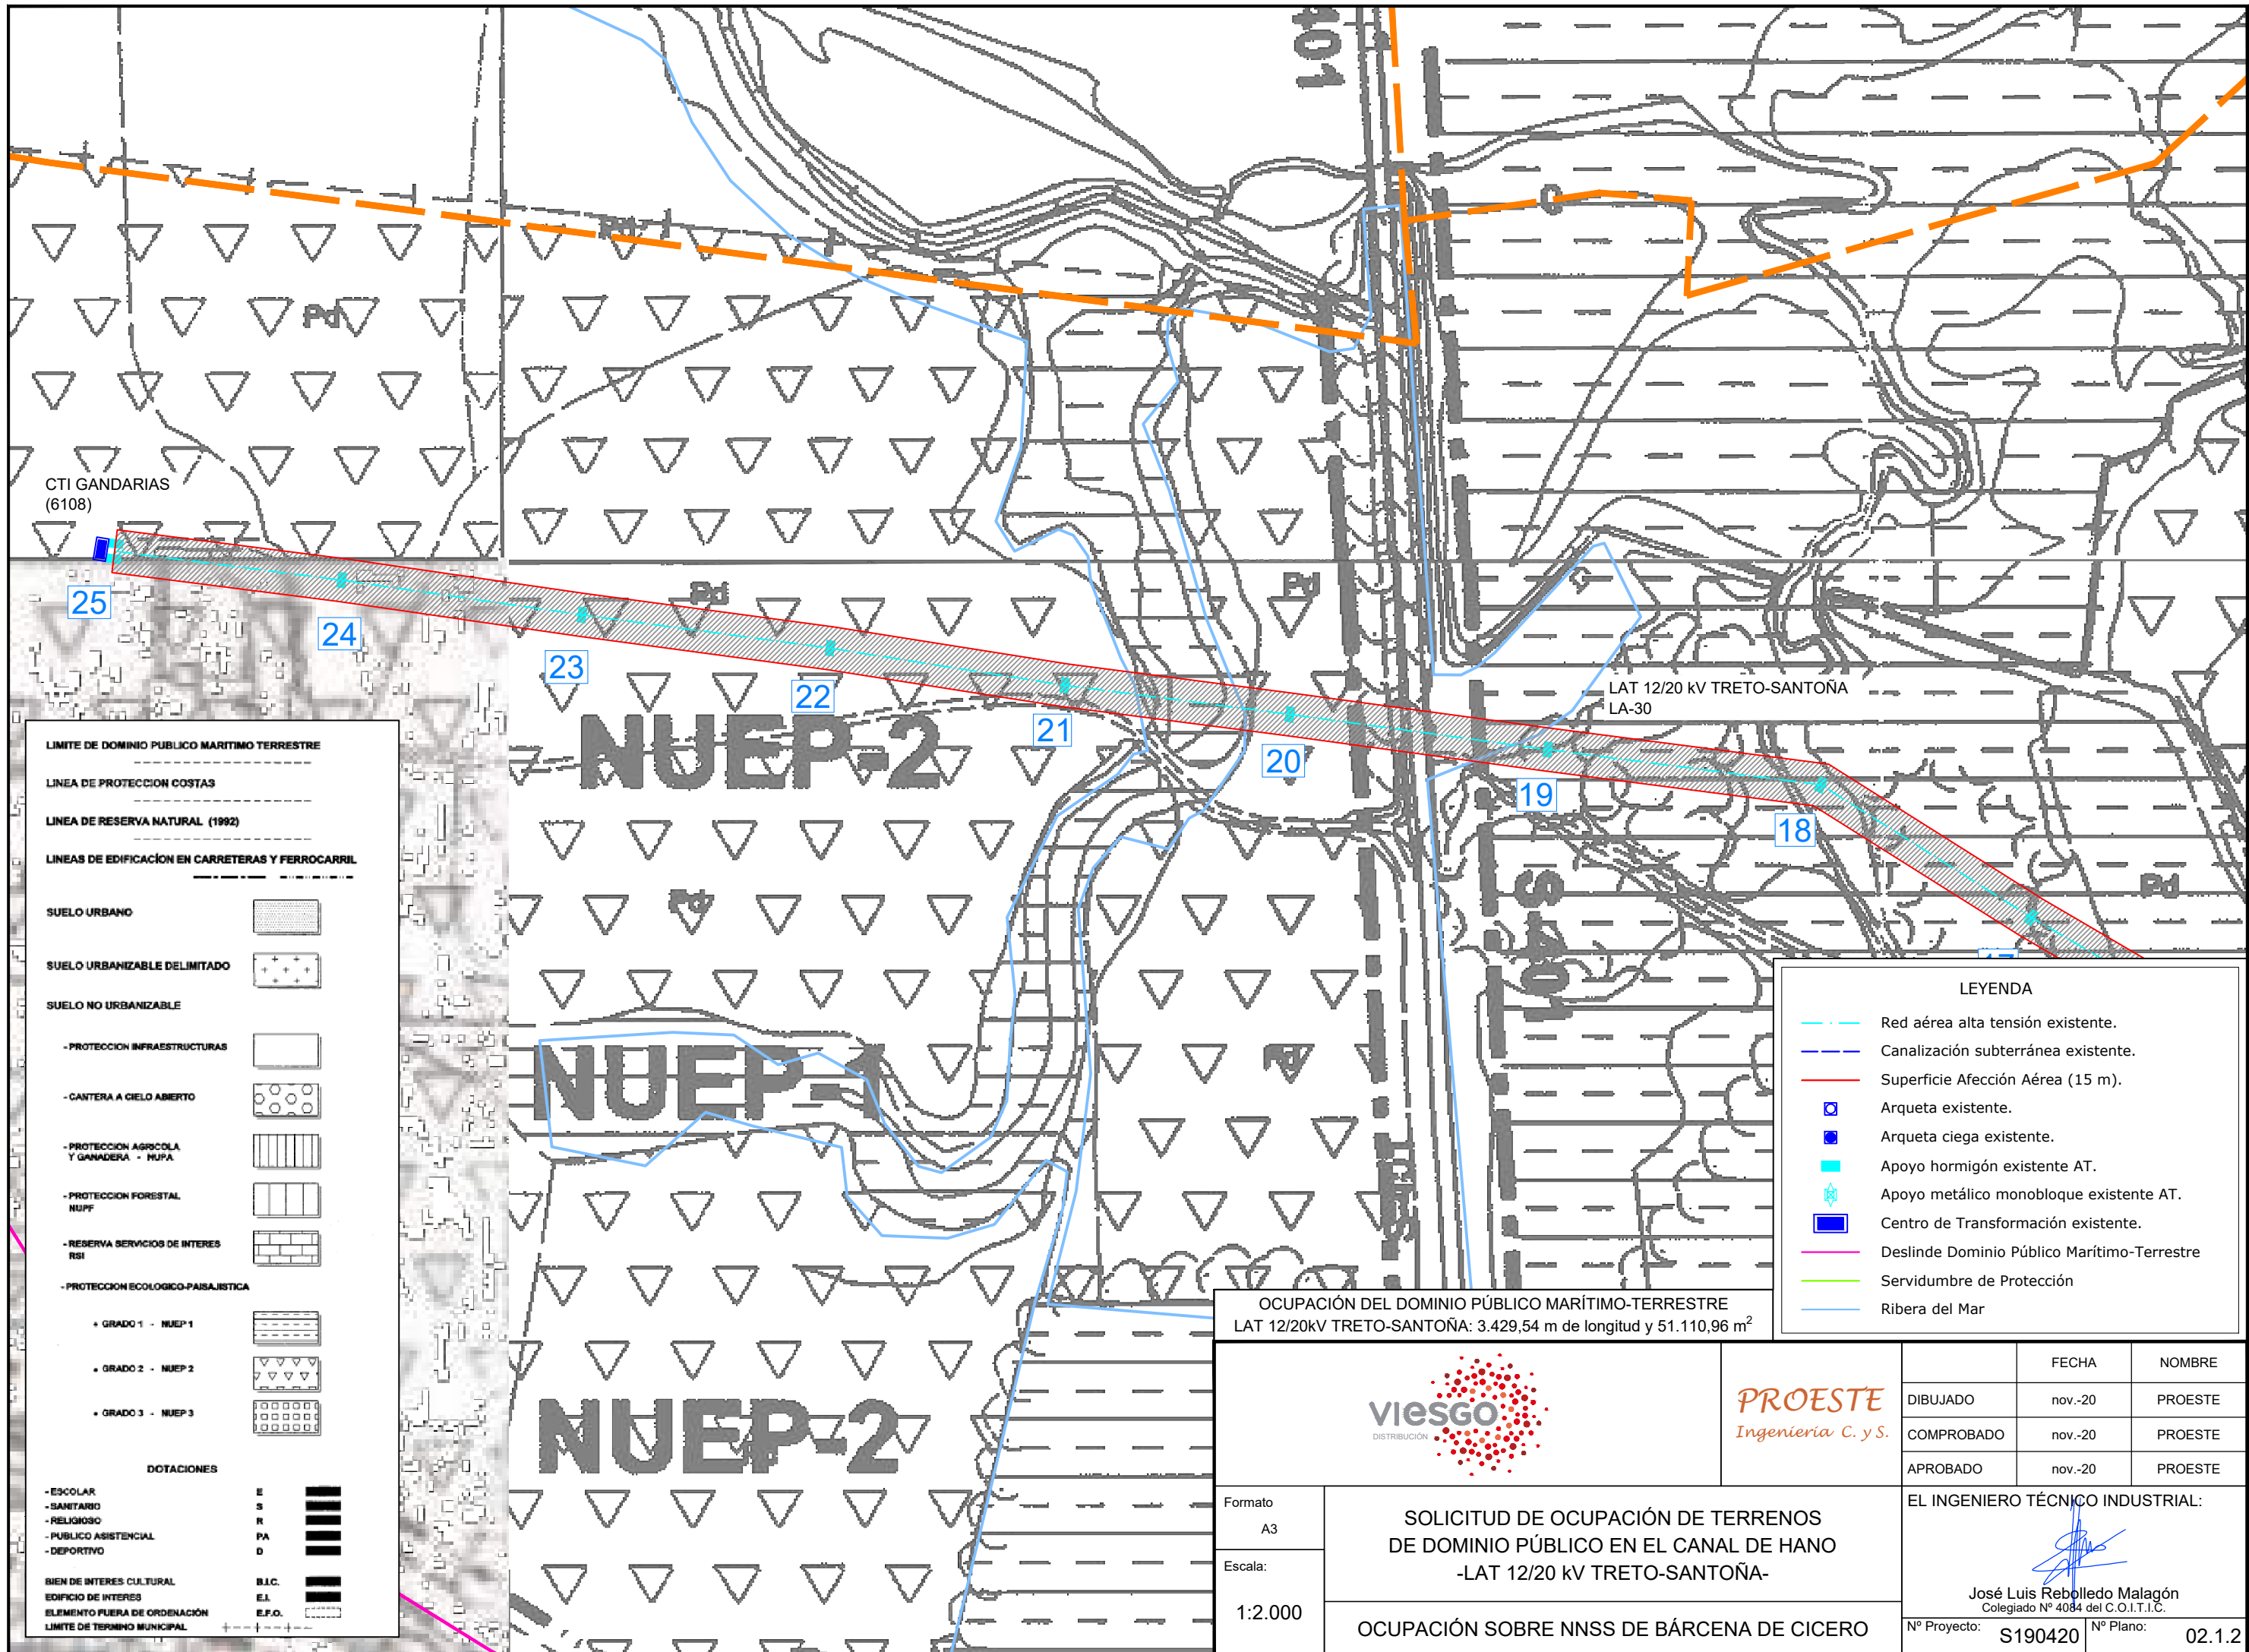 401
Pd
Pd
C
CTI GANDARIAS
(6108)
Pd
Pd
25
24
23
22
21
20
19
18
17
LAT 12/20 kV TRETO-SANTOÑA
LA-30
NUEP-2
Pd
Pd
Pd
NUEP-1
NUEP-2
LIMITE DE DOMINIO PUBLICO MARITIMO TERRESTRE
LINEA DE PROTECCION COSTAS
LINEA DE RESERVA NATURAL (1992)
LINEAS DE EDIFICACÍON EN CARRETERAS Y FERROCARRIL
SUELO URBANO
SUELO URBANIZABLE DELIMITADO
SUELO NO URBANIZABLE
- PROTECCION INFRAESTRUCTURAS
- CANTERA A CIELO ABIERTO
- PROTECCION AGRICOLA
Y GANADERA - NUPA
- PROTECCION FORESTAL
NUPF
- RESERVA SERVICIOS DE INTERES
RSI
- PROTECCION ECOLOGICO-PAISAJISTICA
+ GRADO 1 - NUEP 1
+ GRADO 2 - NUEP 2
+ GRADO 3 - NUEP 3
DOTACIONES
- ESCOLAR E
- SANITARIO S
- RELIGIOSO R
- PUBLICO ASISTENCIAL PA
- DEPORTIVO D
BIEN DE INTERES CULTURAL B.I.C.
EDIFICIO DE INTERES E.I.
ELEMENTO FUERA DE ORDENACIÓN E.F.O.
LIMITE DE TERMINO MUNICIPAL
LEYENDA
Red aérea alta tensión existente.
Canalización subterránea existente.
Superficie Afección Aérea (15 m).
Arqueta existente.
Arqueta ciega existente.
Apoyo hormigón existente AT.
Apoyo metálico monobloque existente AT.
Centro de Transformación existente.
Deslinde Dominio Público Marítimo-Terrestre
Servidumbre de Protección
Ribera del Mar
OCUPACIÓN DEL DOMINIO PÚBLICO MARÍTIMO-TERRESTRE
LAT 12/20kV TRETO-SANTOÑA: 3.429,54 m de longitud y 51.110,96 m²
VIESGO
DISTRIBUCIÓN
PROESTE
Ingeniería C. y S.
FECHA NOMBRE
DIBUJADO nov.-20 PROESTE
COMPROBADO nov.-20 PROESTE
APROBADO nov.-20 PROESTE
Formato
A3
Escala:
1:2.000
SOLICITUD DE OCUPACIÓN DE TERRENOS
DE DOMINIO PÚBLICO EN EL CANAL DE HANO
-LAT 12/20 kV TRETO-SANTOÑA-
OCUPACIÓN SOBRE NNSS DE BÁRCENA DE CICERO
EL INGENIERO TÉCNICO INDUSTRIAL:
José Luis Rebolledo Malagón
Colegiado Nº 4084 del C.O.I.T.I.C.
Nº Proyecto: S190420
Nº Plano: 02.1.2